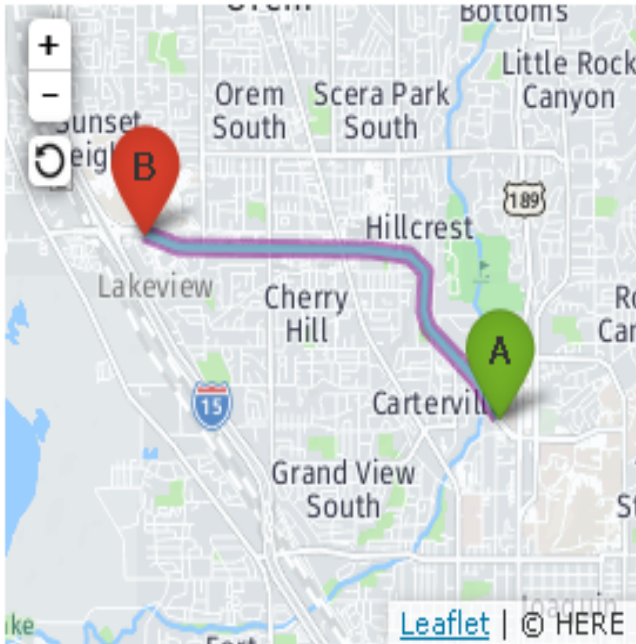 Orem
Bottoms
+
−
Little Rock
Canyon
Orem
South
Scera Park
South
Sunset
B
189
Hillcrest
Lakeview
Cherry
Hill
A
15
Grand View
South
Leaflet | © HERE